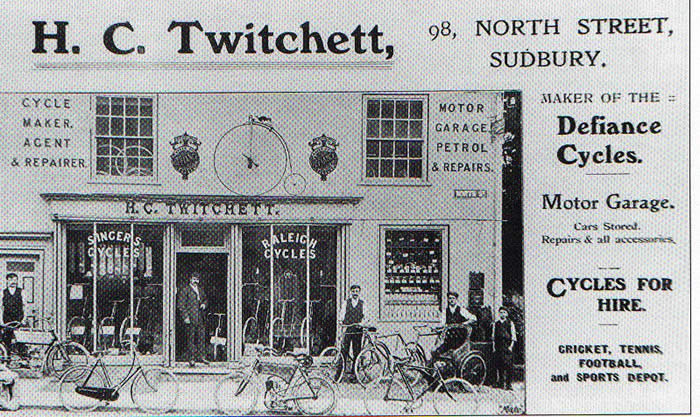 H. C. Twitchett,
98, NORTH STREET,
SUDBURY.
CYCLE
MAKER.
AGENT
& REPAIRER.
MOTOR
GARAGE.
PETROL
& REPAIRS.
H. C. TWITCHETT.
SINGER'S
CYCLES
RALEIGH
CYCLES
MAKER OF THE
Defiance
Cycles.
Motor Garage.
Cars Stored.
Repairs & all accessories.
CYCLES FOR
HIRE.
CRICKET, TENNIS,
FOOTBALL,
and SPORTS DEPOT.